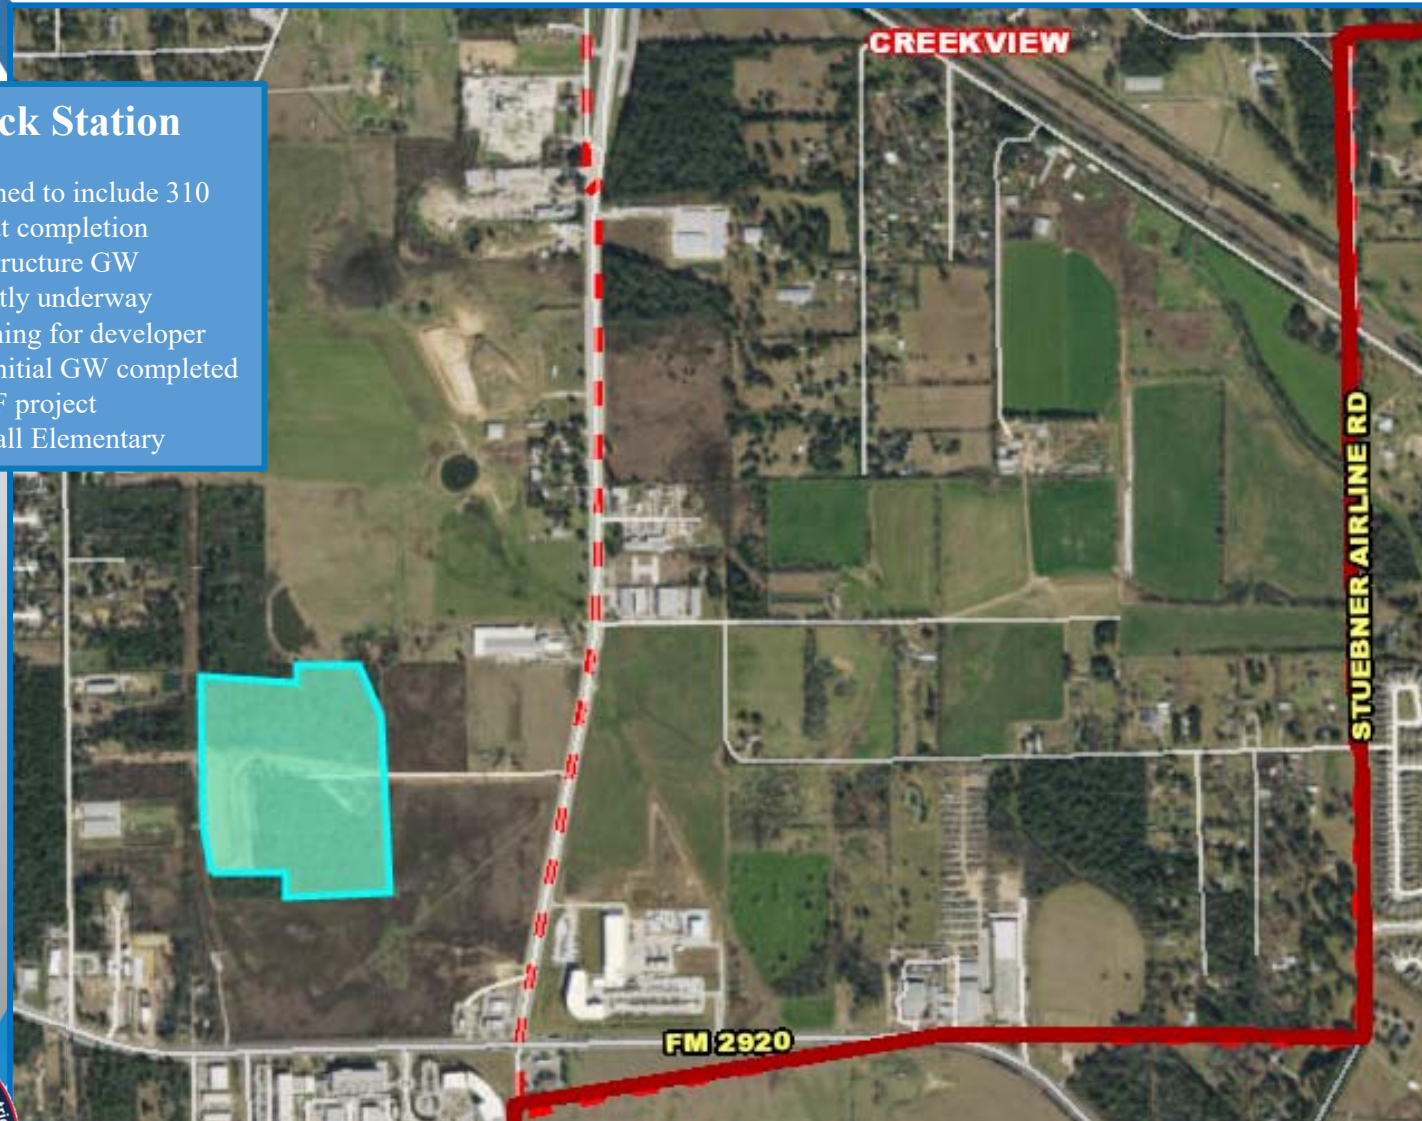 ck Station
ned to include 310
t completion
ructure GW
tly underway
ning for developer
nitial GW completed
F project
all Elementary
CREEKVIEW
STUEBNER AIRLINE RD
FM 2920